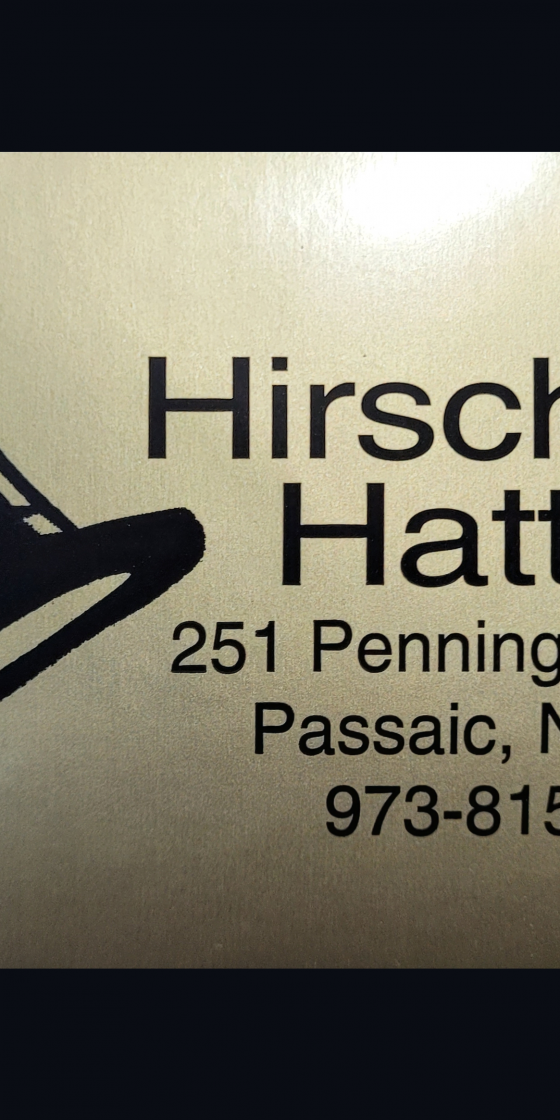 Hirsch
Hatt
251 Penning
Passaic, N
973-815